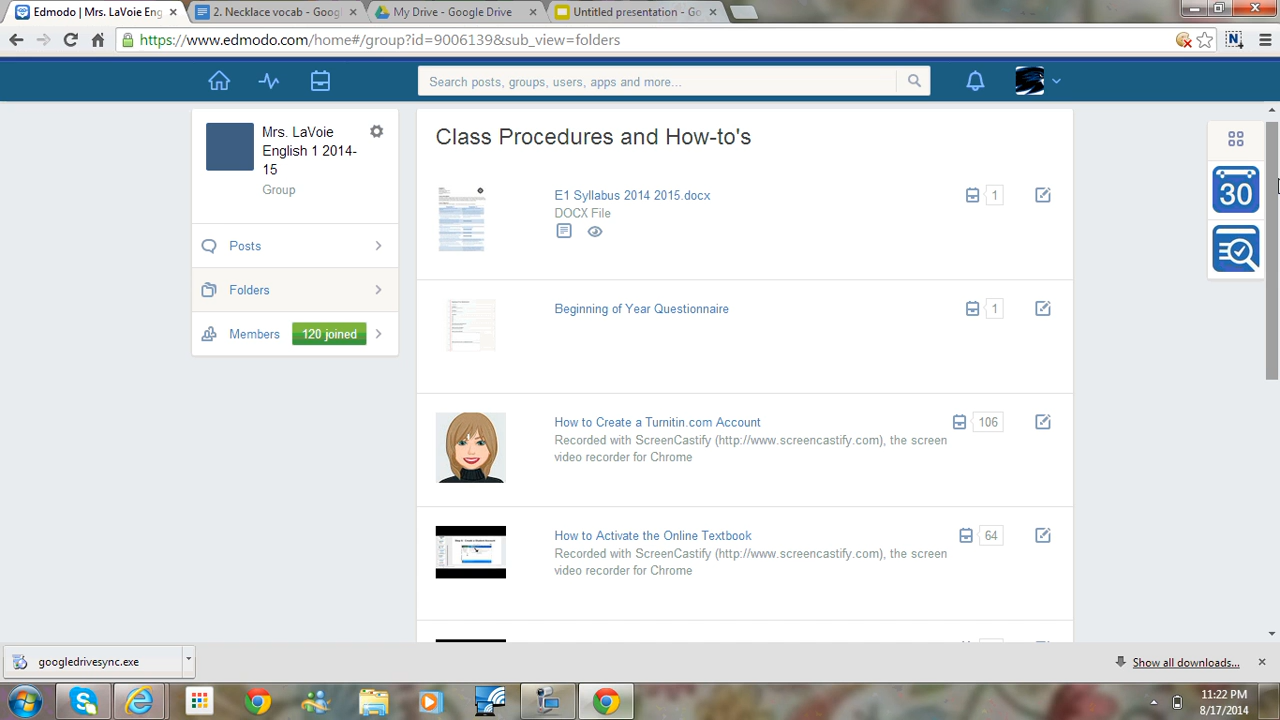 Edmodo | Mrs. LaVoie En
2. Necklace vocab - Goog
My Drive - Google Drive
Untitled presentation - Go
https://www.edmodo.com/home#/group?id=9006139&sub_view=folders
Search posts, groups, users, apps and more...
Mrs. LaVoie
English 1 2014-
15
Group
Posts
Folders
Members 120 joined
Class Procedures and How-to's
E1 Syllabus 2014 2015.docx 1
DOCX File
Beginning of Year Questionnaire 1
How to Create a Turnitin.com Account 106
Recorded with ScreenCastify (http://www.screencastify.com), the screen
video recorder for Chrome
How to Activate the Online Textbook 64
Recorded with ScreenCastify (http://www.screencastify.com), the screen
video recorder for Chrome
30
googledrivesync.exe
Show all downloads...
11:22 PM
8/17/2014